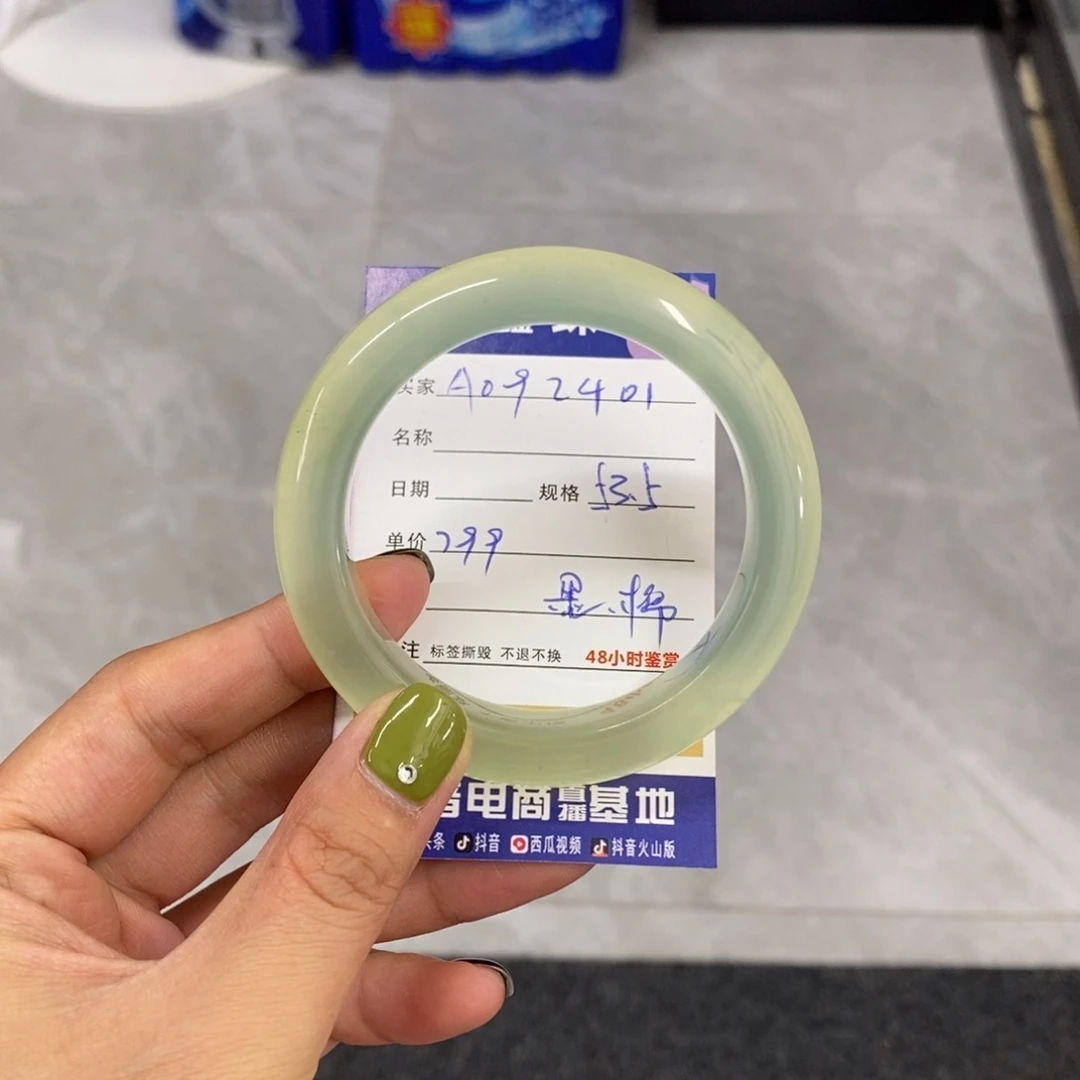 买家 A092401
名称
日期 规格 53.5
单价 299
墨、棉
注 标签撕毁 不退不换 48小时鉴赏
音电商直播基地
头条 抖音 西瓜视频 抖音火山版